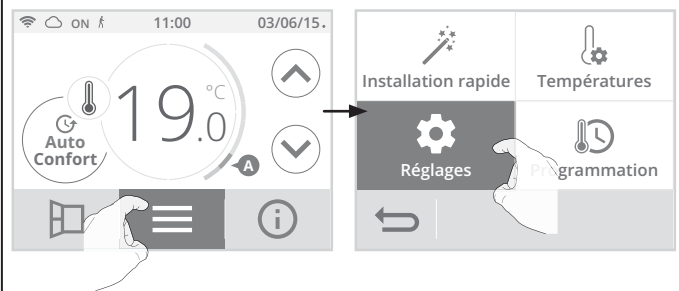 ON 11:00 03/06/15.
19.0 °C
Auto
Confort
A
Installation rapide
Températures
Réglages
Programmation